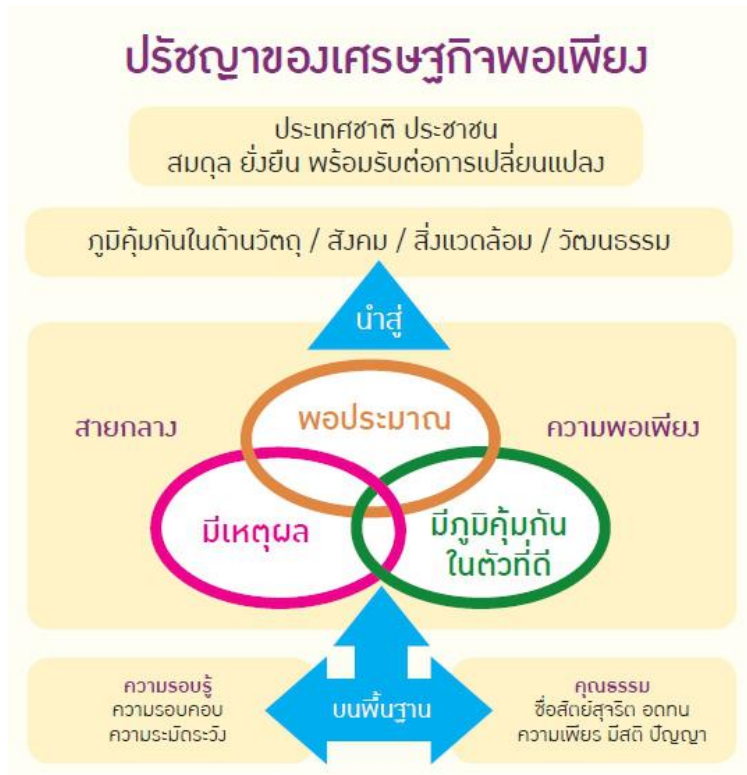 ปรัชญาของเศรษฐกิจพอเพียง
ประเทศชาติ ประชาชน
สมดุล ยั่งยืน พร้อมรับต่อการเปลี่ยนแปลง
ภูมิคุ้มกันในด้านวัตถุ / สังคม / สิ่งแวดล้อม / วัฒนธรรม
นำสู่
พอประมาณ
สายกลาง
ความพอเพียง
มีเหตุผล
มีภูมิคุ้มกัน
ในตัวที่ดี
บนพื้นฐาน
ความรอบรู้
ความรอบคอบ
ความระมัดระวัง
คุณธรรม
ซื่อสัตย์สุจริต อดทน
ความเพียร มีสติ ปัญญา